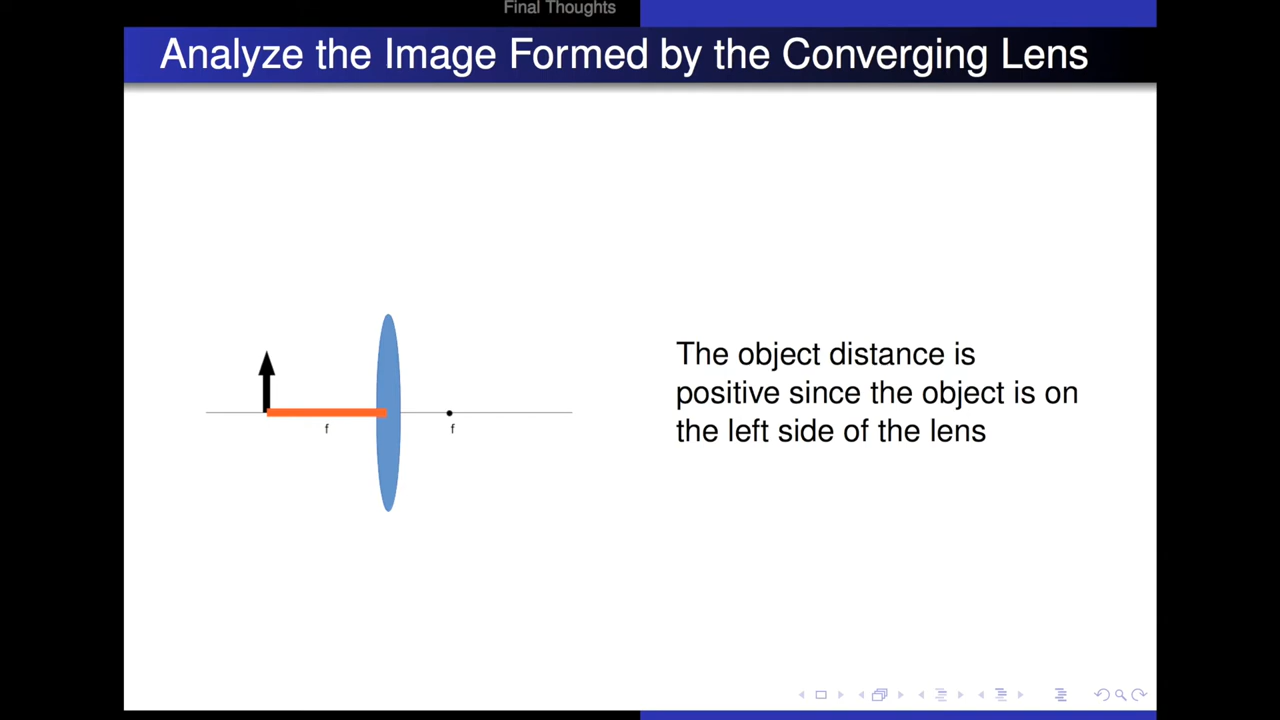 Final Thoughts
Analyze the Image Formed by the Converging Lens
The object distance is
positive since the object is on
the left side of the lens
f
f